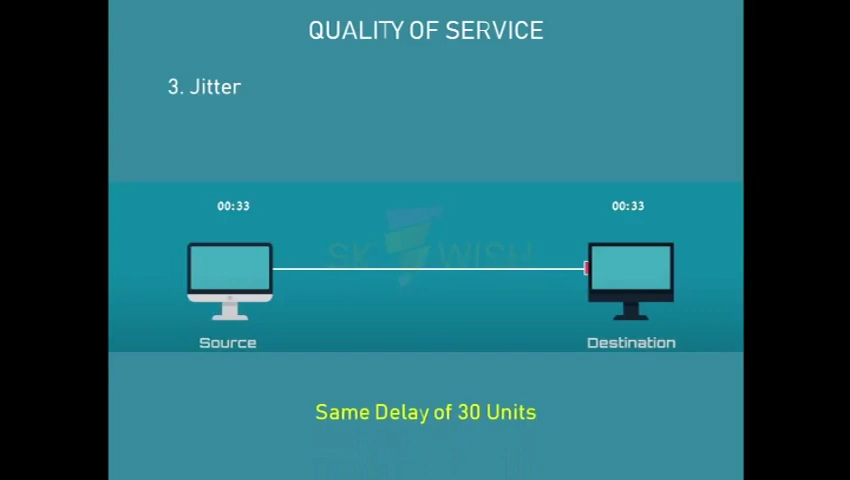 QUALITY OF SERVICE
3. Jitter
00:33 00:33
Source Destination
Same Delay of 30 Units